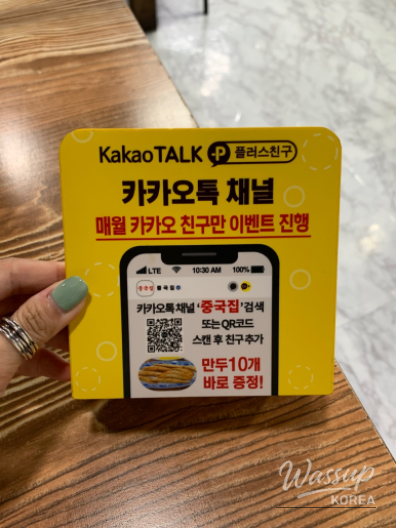 KakaoTALK P 플러스친구
카카오톡 채널
매월 카카오 친구만 이벤트 진행
LTE 10:30 AM 100%
중국집
카카오톡 채널 '중국집' 검색
또는 QR코드
스캔 후 친구 추가
만두10개
바로 증정!
Wassup
KOREA